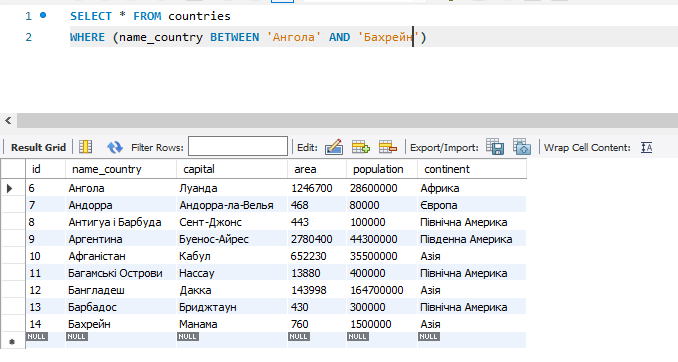 1 SELECT * FROM countries
2 WHERE (name_country BETWEEN 'Ангола' AND 'Бахрейн')
Result Grid Filter Rows: Edit: Export/Import: Wrap Cell Content:
id name_country capital area population continent
6 Ангола Луанда 1246700 28600000 Африка
7 Андорра Андорра-ла-Велья 468 80000 Європа
8 Антигуа і Барбуда Сент-Джонс 443 100000 Північна Америка
9 Аргентина Буенос-Айрес 2780400 44300000 Південна Америка
10 Афганістан Кабул 652230 35500000 Азія
11 Багамські Острови Нассау 13880 400000 Північна Америка
12 Бангладеш Дакка 143998 164700000 Азія
13 Барбадос Бриджтаун 430 300000 Північна Америка
14 Бахрейн Манама 760 1500000 Азія
NULL NULL NULL NULL NULL NULL